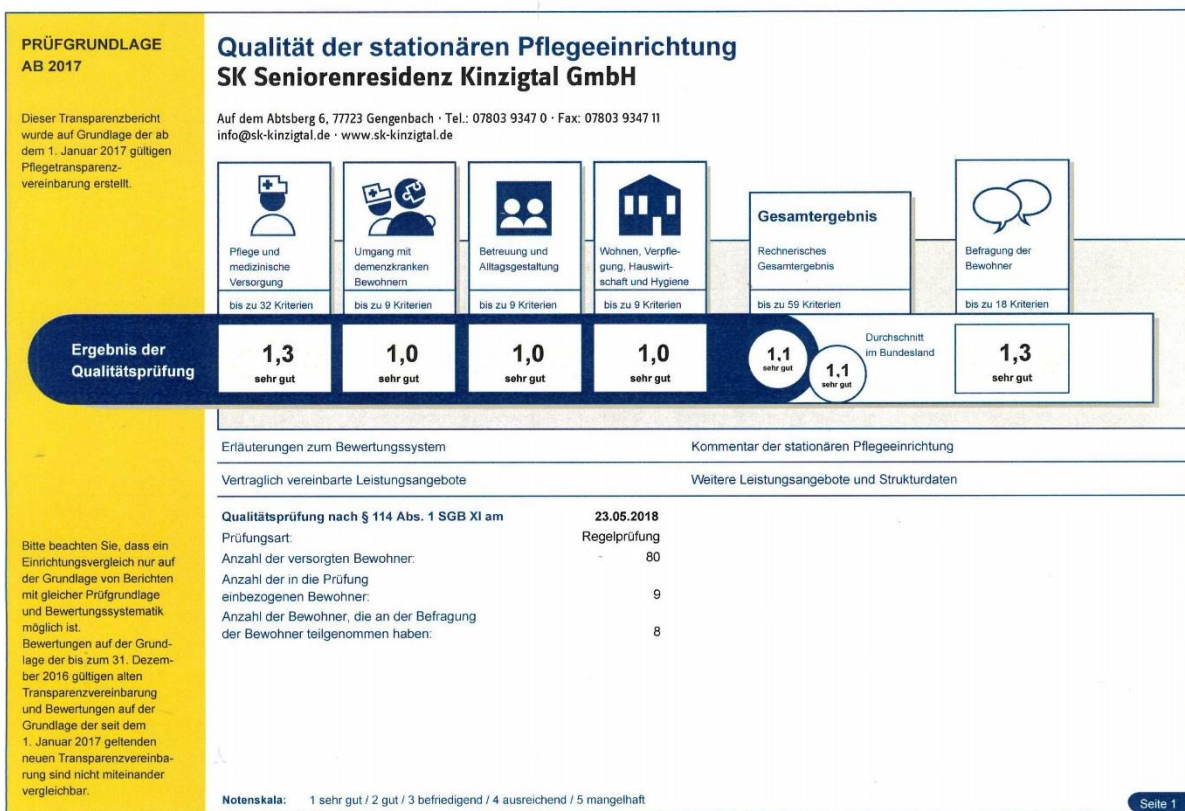 PRÜFGRUNDLAGE
AB 2017
Dieser Transparenzbericht
wurde auf Grundlage der ab
dem 1. Januar 2017 gültigen
Pflegetransparenz-
vereinbarung erstellt.
Qualität der stationären Pflegeeinrichtung
SK Seniorenresidenz Kinzigtal GmbH
Auf dem Abtsberg 6, 77723 Gengenbach · Tel.: 07803 9347 0 · Fax: 07803 9347 11
info@sk-kinzigtal.de · www.sk-kinzigtal.de
Pflege und
medizinische
Versorgung
bis zu 32 Kriterien
Umgang mit
demenzkranken
Bewohnern
bis zu 9 Kriterien
Betreuung und
Alltagsgestaltung
bis zu 9 Kriterien
Wohnen, Verpfle-
gung, Hauswirt-
schaft und Hygiene
bis zu 9 Kriterien
Gesamtergebnis
Rechnerisches
Gesamtergebnis
bis zu 59 Kriterien
Befragung der
Bewohner
bis zu 18 Kriterien
Ergebnis der
Qualitätsprüfung
1,3
sehr gut
1,0
sehr gut
1,0
sehr gut
1,0
sehr gut
1,1
sehr gut
1,1
sehr gut
Durchschnitt
im Bundesland
1,3
sehr gut
Erläuterungen zum Bewertungssystem
Kommentar der stationären Pflegeeinrichtung
Vertraglich vereinbarte Leistungsangebote
Weitere Leistungsangebote und Strukturdaten
Qualitätsprüfung nach § 114 Abs. 1 SGB XI am 23.05.2018
Prüfungsart: Regelprüfung
Anzahl der versorgten Bewohner: 80
Anzahl der in die Prüfung
einbezogenen Bewohner: 9
Anzahl der Bewohner, die an der Befragung
der Bewohner teilgenommen haben: 8
Bitte beachten Sie, dass ein
Einrichtungsvergleich nur auf
der Grundlage von Berichten
mit gleicher Prüfgrundlage
und Bewertungssystematik
möglich ist.
Bewertungen auf der Grund-
lage der bis zum 31. Dezem-
ber 2016 gültigen alten
Transparenzvereinbarung
und Bewertungen auf der
Grundlage der seit dem
1. Januar 2017 geltenden
neuen Transparenzvereinba-
rung sind nicht miteinander
vergleichbar.
Notenskala: 1 sehr gut / 2 gut / 3 befriedigend / 4 ausreichend / 5 mangelhaft
Seite 1